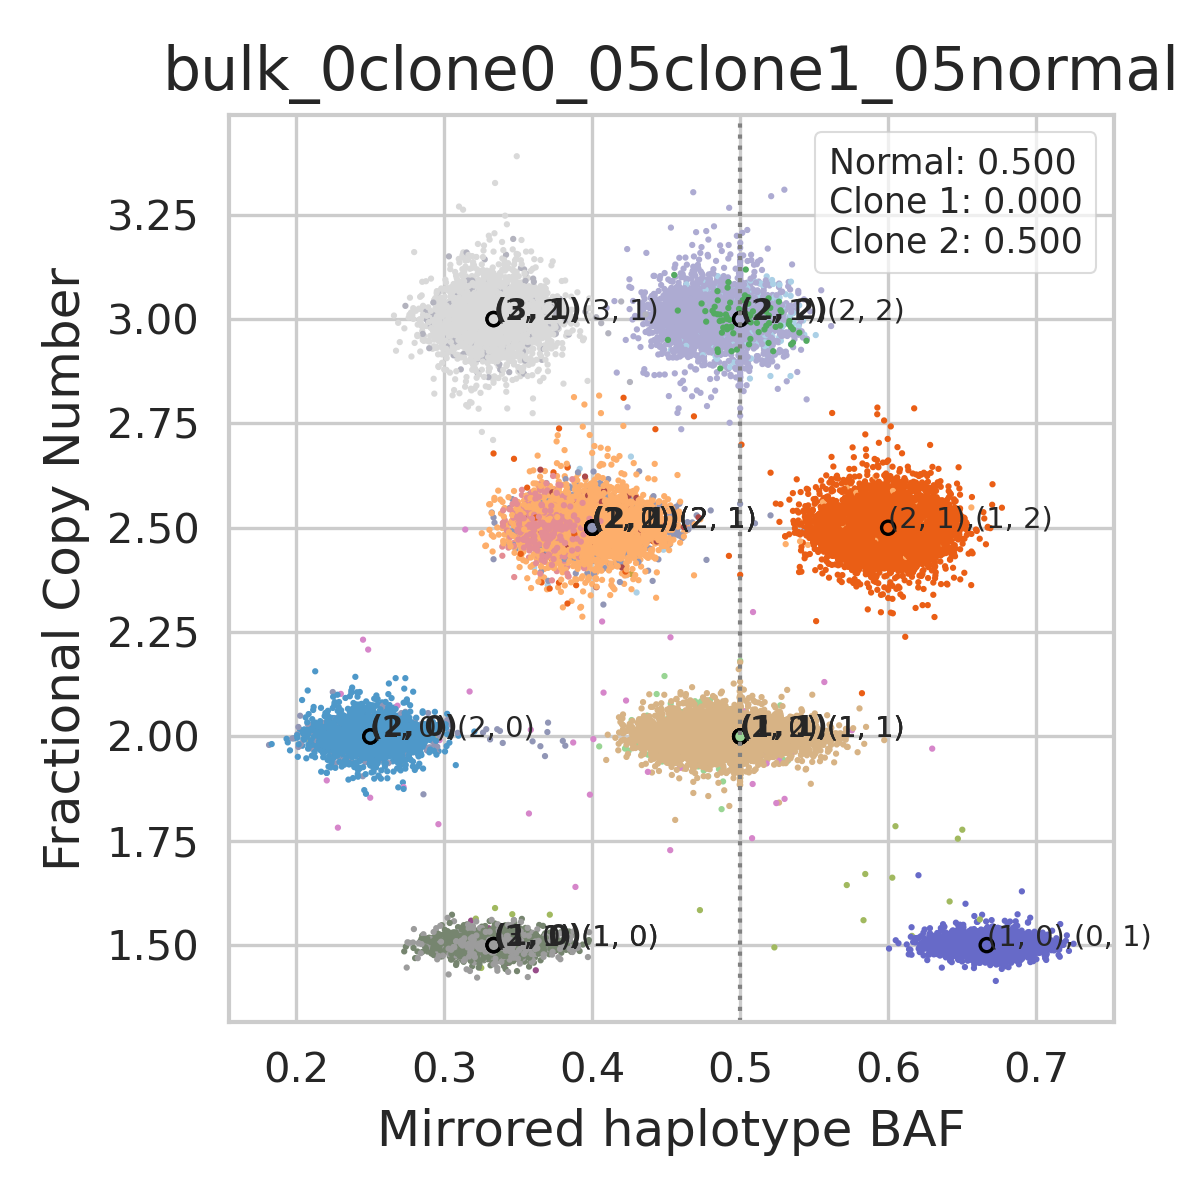 bulk_0clone0_05clone1_05normal
Normal: 0.500
Clone 1: 0.000
Clone 2: 0.500
3.25
3.00
2.75
2.50
2.25
2.00
1.75
1.50
Fractional Copy Number
(3, 1)
(2, 2)
(2, 1)
(2, 1),(1, 2)
(2, 0)
(1, 1)
(1, 0)
(1, 0),(0, 1)
0.2
0.3
0.4
0.5
0.6
0.7
Mirrored haplotype BAF